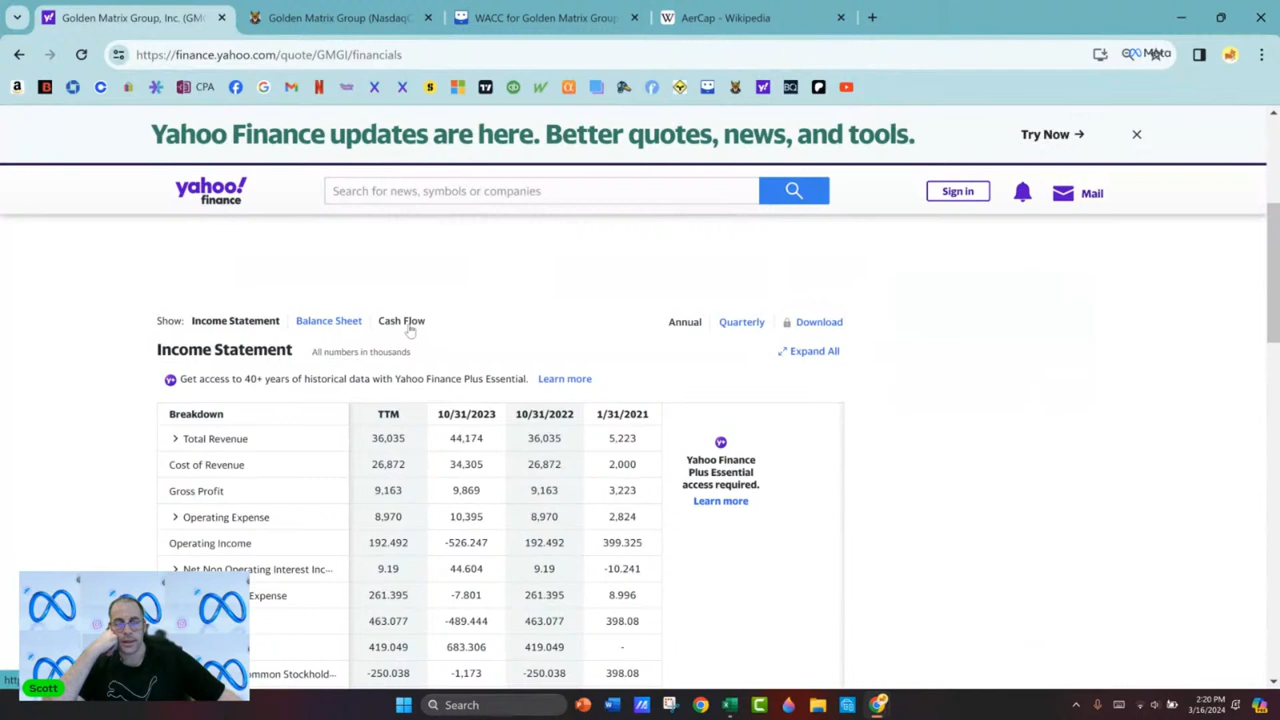 Golden Matrix Group, Inc. (GMG
Golden Matrix Group (NasdaqC
WACC for Golden Matrix Group
AerCap - Wikipedia
https://finance.yahoo.com/quote/GMGI/financials
Meta
CPA
Yahoo Finance updates are here. Better quotes, news, and tools.
Try Now →
yahoo!
finance
Search for news, symbols or companies
Sign in
Mail
Show: Income Statement Balance Sheet Cash Flow
Annual Quarterly Download
Income Statement All numbers in thousands
Expand All
Get access to 40+ years of historical data with Yahoo Finance Plus Essential. Learn more
Breakdown TTM 10/31/2023 10/31/2022 1/31/2021
Total Revenue 36,035 44,174 36,035 5,223
Cost of Revenue 26,872 34,305 26,872 2,000
Gross Profit 9,163 9,869 9,163 3,223
Operating Expense 8,970 10,395 8,970 2,824
Operating Income 192.492 -526.247 192.492 399.325
Net Non Operating Interest Inc... 9.19 44.604 9.19 -10.241
Expense 261.395 -7.801 261.395 8.996
463.077 -489.444 463.077 398.08
419.049 683.306 419.049 -
ommon Stockhold... -250.038 -1,173 -250.038 398.08
Yahoo Finance
Plus Essential
access required.
Learn more
Scott
Search
2:20 PM
3/16/2024